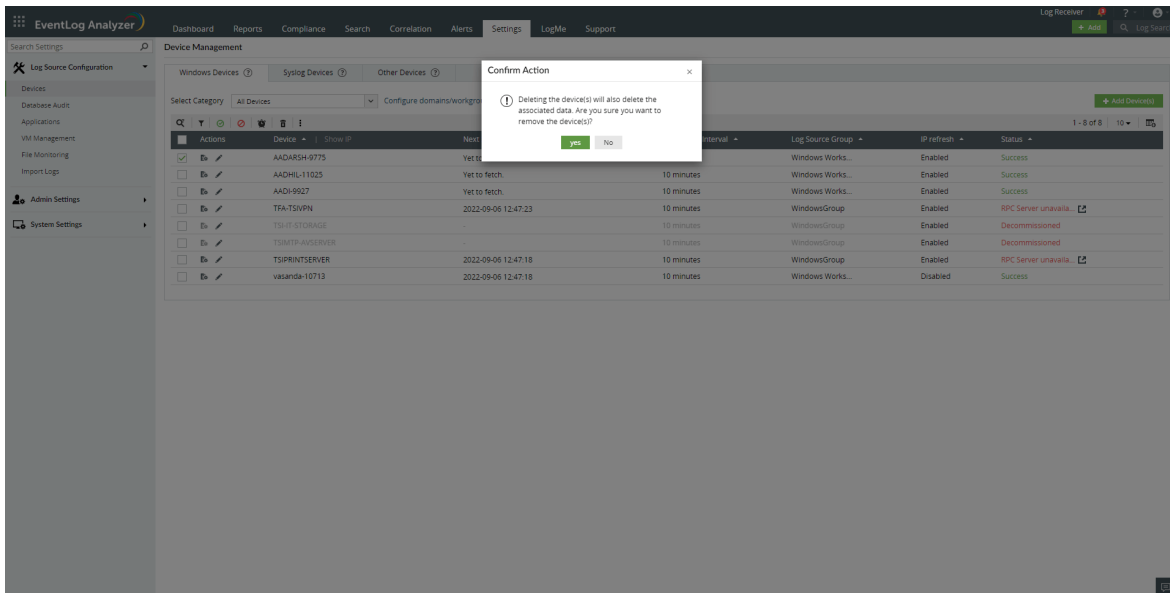 EventLog Analyzer
Log Receiver ?
Dashboard Reports Compliance Search Correlation Alerts Settings LogMe Support
+ Add
Search Settings
Device Management
Log Source Configuration
Devices
Database Audit
Applications
VM Management
File Monitoring
Import Logs
Admin Settings
System Settings
Windows Devices ? Syslog Devices ? Other Devices ?
Select Category All Devices
+ Add Device(s)
1 - 8 of 8 10
Confirm Action ×
Deleting the device(s) will also delete the
associated data. Are you sure you want to
remove the device(s)?
yes No
Actions Device | Show IP Next Interval Log Source Group IP refresh Status
AADARSH-9775 Yet to Windows Works... Enabled Success
AADHIL-11025 Yet to fetch. 10 minutes Windows Works... Enabled Success
AADI-9927 Yet to fetch. 10 minutes Windows Works... Enabled Success
TFA-TSIVPN 2022-09-06 12:47:23 10 minutes WindowsGroup Enabled RPC Server unavaila...
TSI-IT-STORAGE - 10 minutes WindowsGroup Enabled Decommissioned
TSIMTP-AVSERVER - 10 minutes WindowsGroup Enabled Decommissioned
TSIPRINTSERVER 2022-09-06 12:47:18 10 minutes WindowsGroup Enabled RPC Server unavaila...
vasanda-10713 2022-09-06 12:47:18 10 minutes Windows Works... Disabled Success